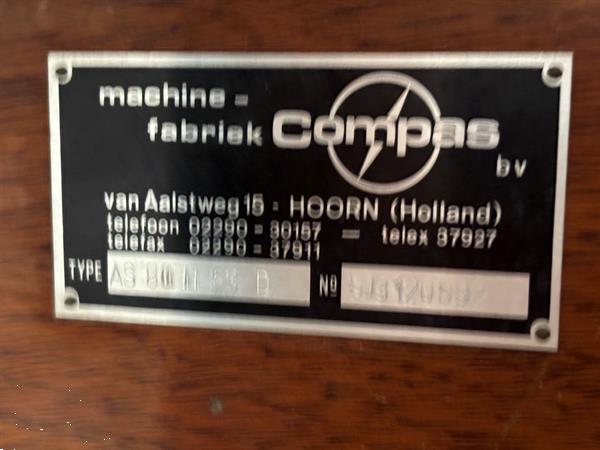 machine =
fabriek Compas
bv
van Aalstweg 15 - HOORN (Holland)
telefoon 02290 - 30157 = telex 37927
telefax 02290 - 37911
TYPE Nº